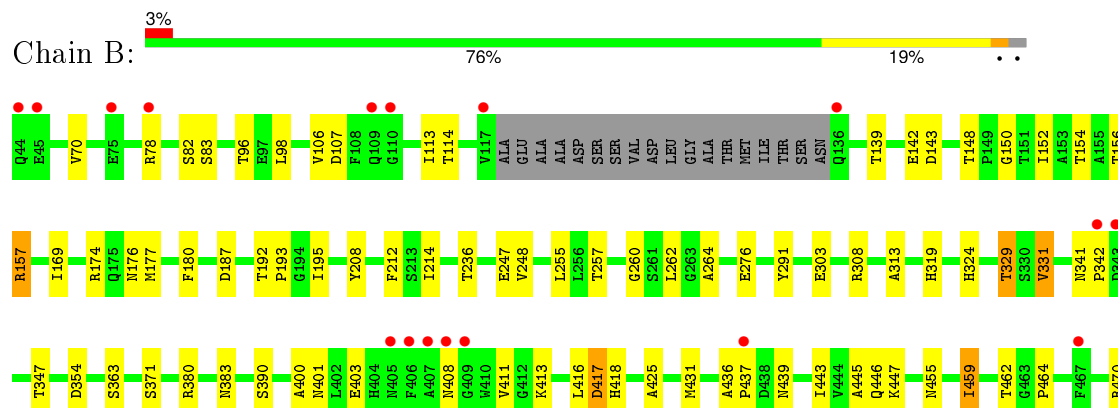 3%
Chain B:
76% 19% • •
Q44 E45 V70 E75 R78 S82 S83 T96 E97 L98 V106 D107 F108 Q109 G110 I113 T114 V117 ALA GLU ALA ALA ASP SER SER VAL ASP LEU GLY ALA THR MET ILE THR SER ASN Q136 T139 E142 D143 T148 P149 G150 T151 I152 A153 T154 A155 T156
R157 I169 R174 Q175 N176 M177 F180 D187 T192 P193 G194 I195 Y208 F212 S213 I214 T236 E247 V248 L255 L256 T257 G260 S261 L262 G263 A264 E276 Y291 E303 R308 A313 H319 H324 T329 S330 V331 N341 P342 D343
T347 D354 S363 S371 R380 N383 S390 A400 N401 L402 E403 H404 N405 F406 A407 N408 G409 W410 V411 G412 K413 L416 D417 H418 A425 M431 A436 P437 D438 N439 I443 V444 A445 Q446 K447 N455 I459 T462 G463 P464 F467